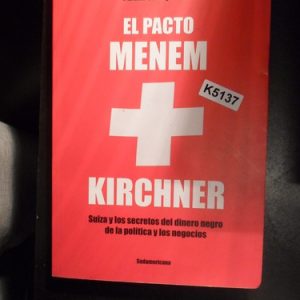 EL PACTO
MENEM
K5137
KIRCHNER
Suiza y los secretos del dinero negro
de la política y los negocios
Sudamericana